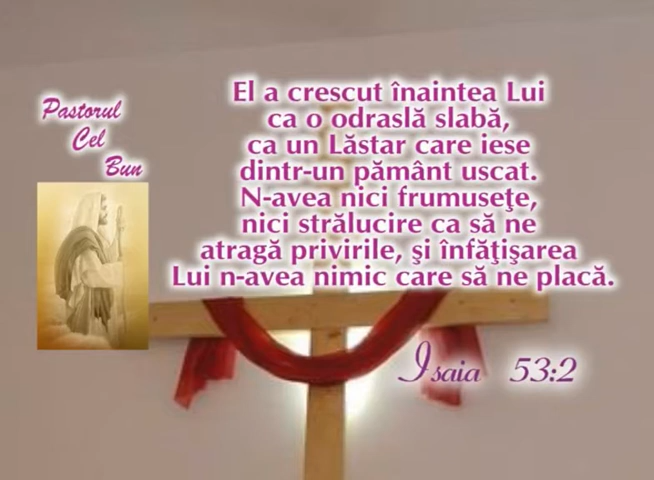 Pastorul
Cel
Bun
El a crescut înaintea Lui
ca o odraslă slabă,
ca un Lăstar care iese
dintr-un pământ uscat.
N-avea nici frumuseţe,
nici strălucire ca să ne
atragă privirile, şi înfăţişarea
Lui n-avea nimic care să ne placă.
Isaia 53:2